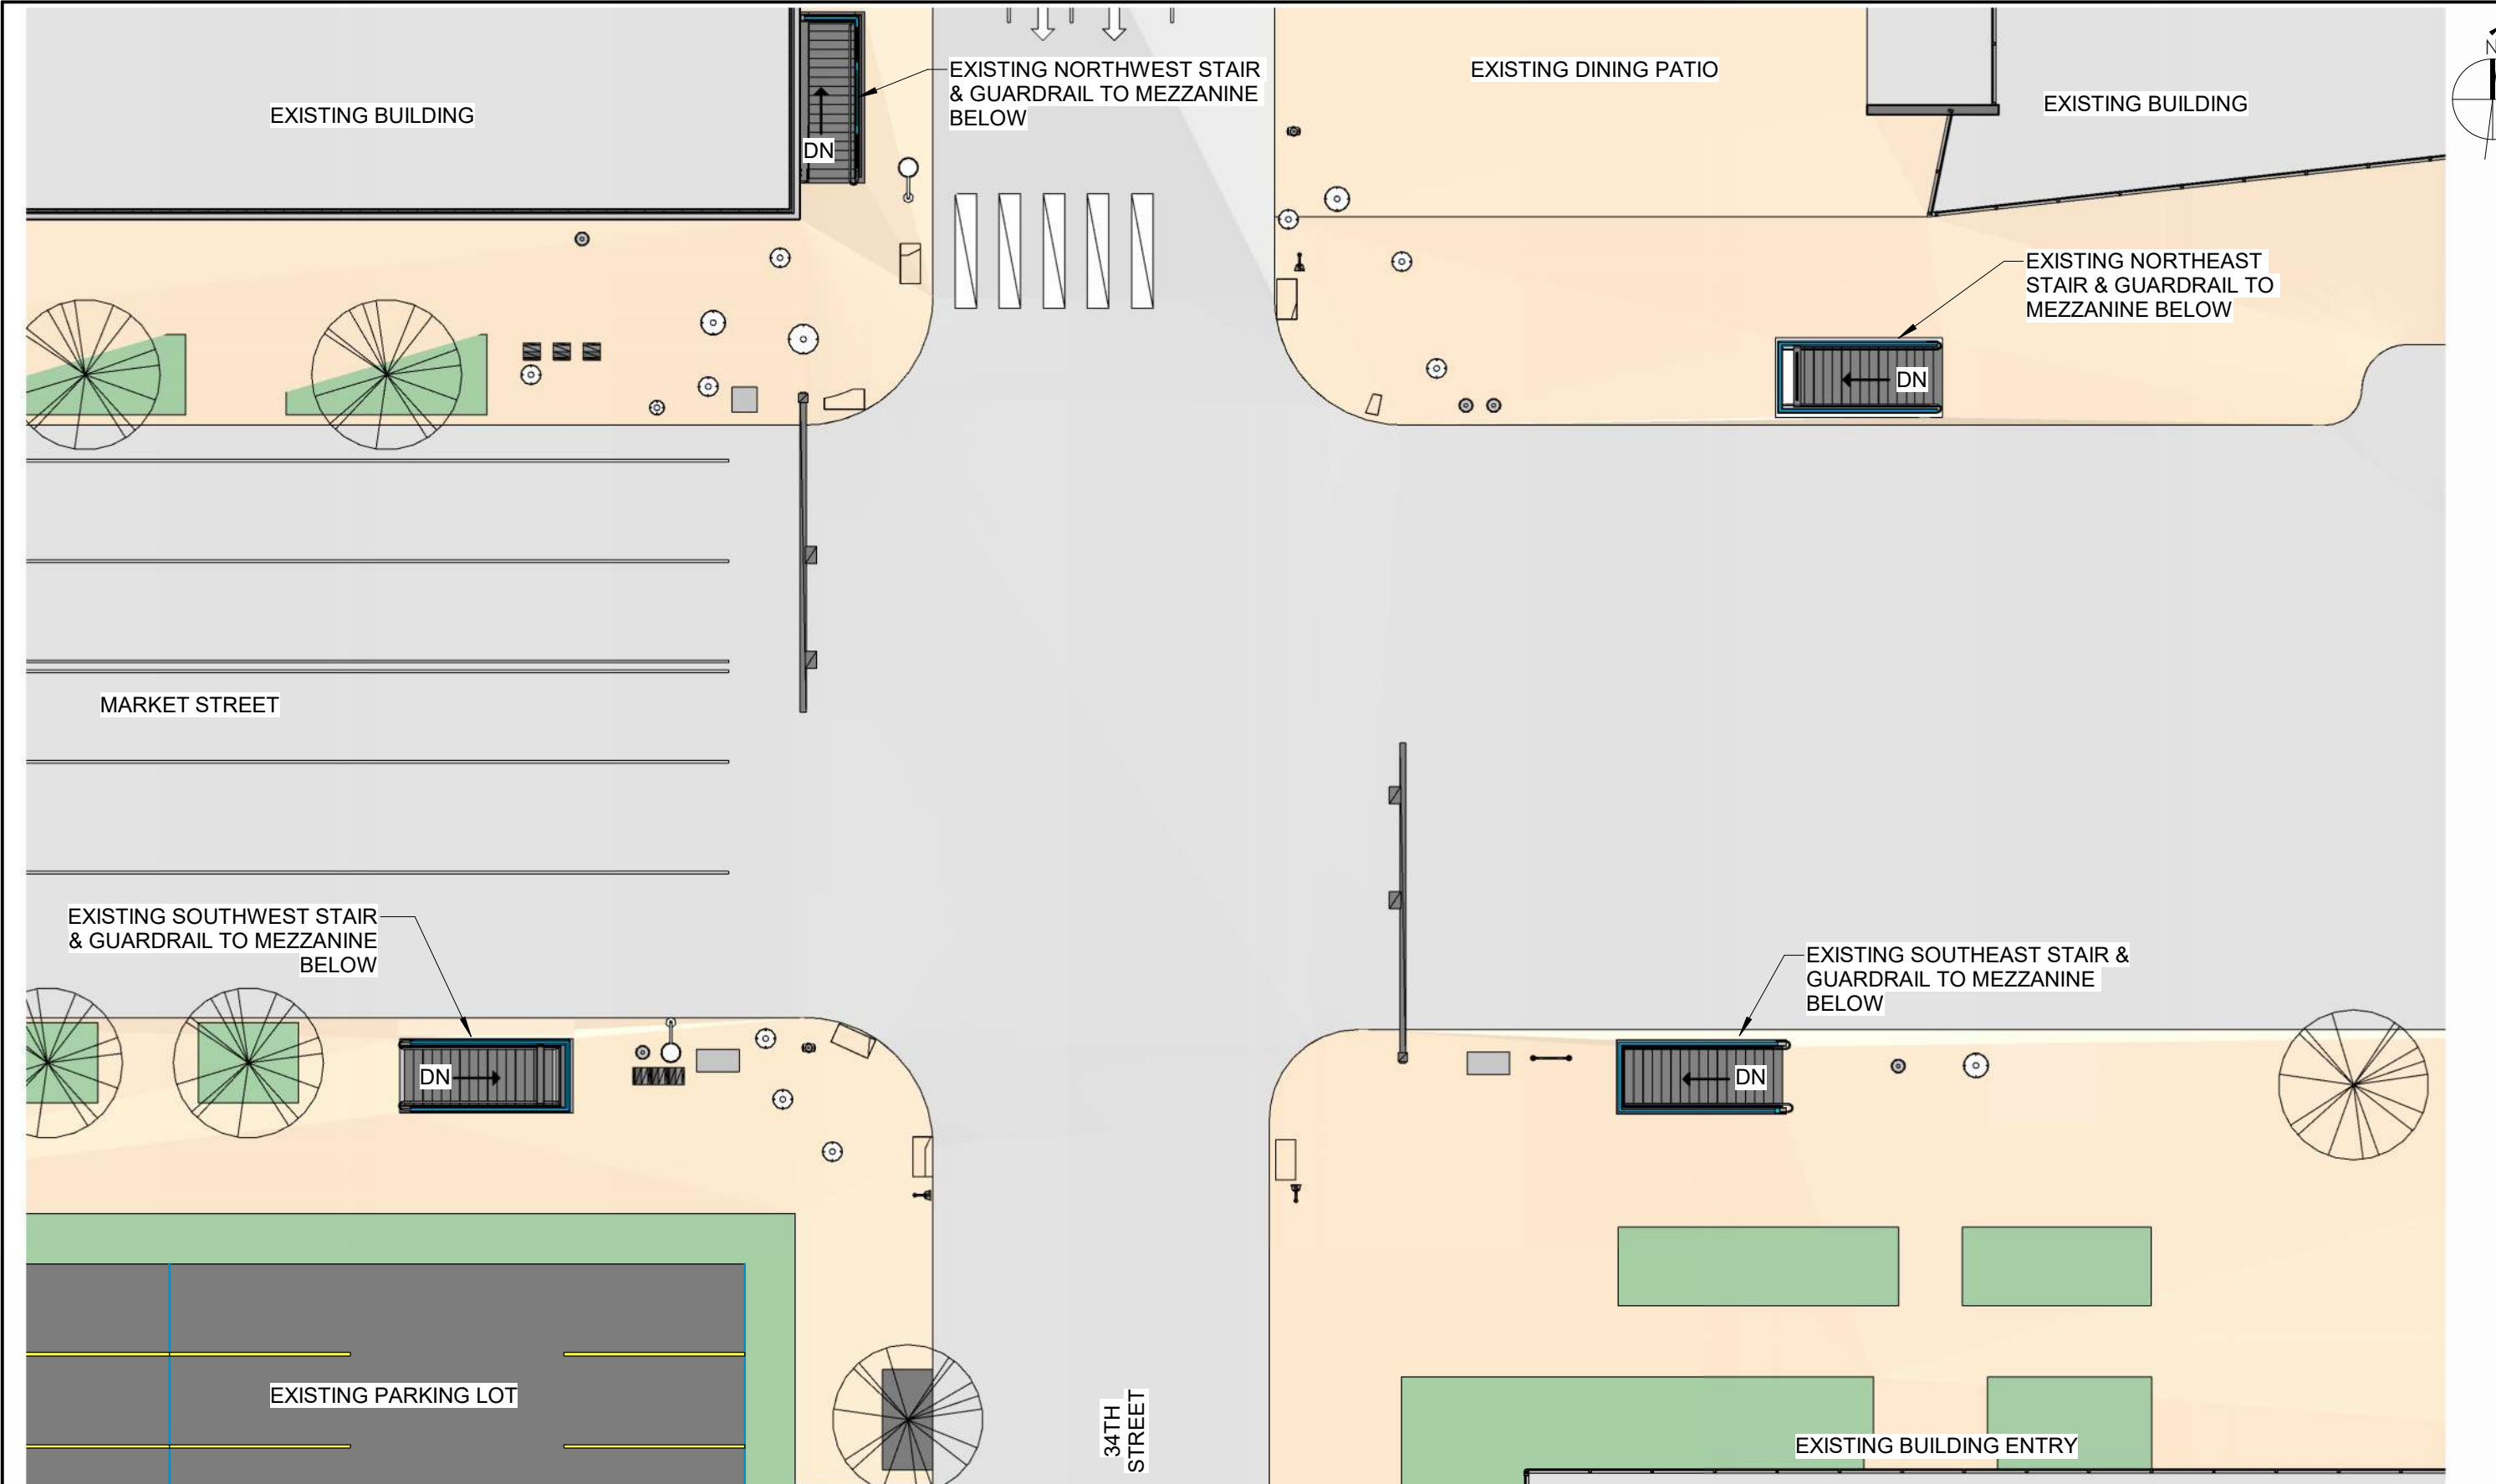 EXISTING NORTHWEST STAIR
& GUARDRAIL TO MEZZANINE
BELOW
EXISTING DINING PATIO
EXISTING BUILDING
EXISTING BUILDING
N
DN
EXISTING NORTHEAST
STAIR & GUARDRAIL TO
MEZZANINE BELOW
DN
MARKET STREET
EXISTING SOUTHWEST STAIR
& GUARDRAIL TO MEZZANINE
BELOW
EXISTING SOUTHEAST STAIR &
GUARDRAIL TO MEZZANINE
BELOW
DN
DN
EXISTING PARKING LOT
34TH
STREET
EXISTING BUILDING ENTRY